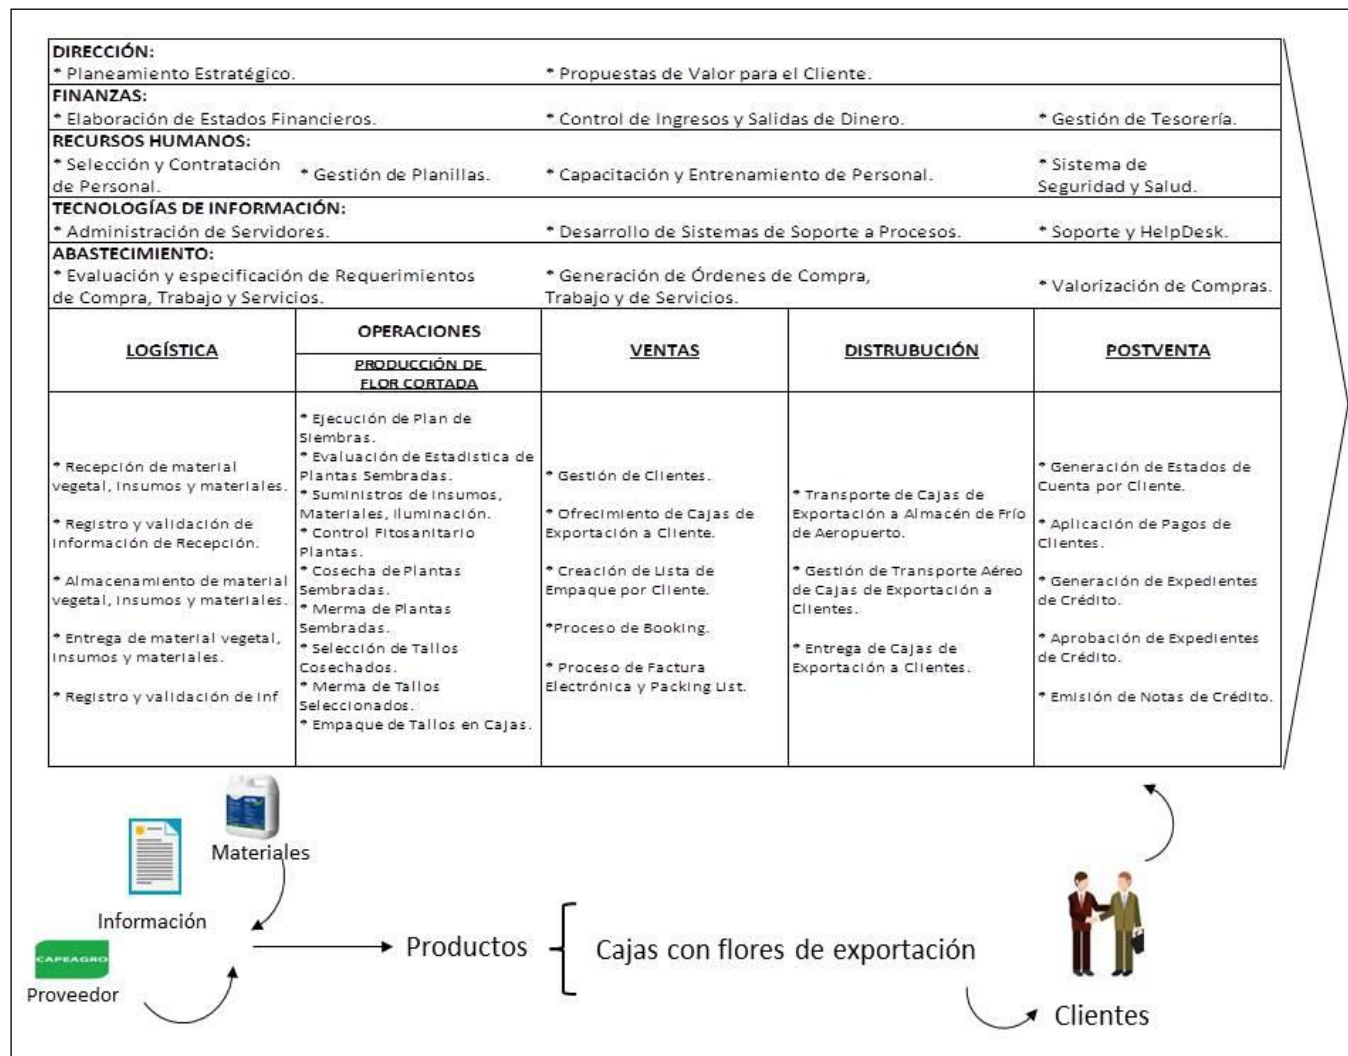 DIRECCIÓN:
* Planeamiento Estratégico.
* Propuestas de Valor para el Cliente.
FINANZAS:
* Elaboración de Estados Financieros.
* Control de Ingresos y Salidas de Dinero.
* Gestión de Tesorería.
RECURSOS HUMANOS:
* Selección y Contratación
de Personal.
* Gestión de Planillas.
* Capacitación y Entrenamiento de Personal.
* Sistema de
Seguridad y Salud.
TECNOLOGÍAS DE INFORMACIÓN:
* Administración de Servidores.
* Desarrollo de Sistemas de Soporte a Procesos.
* Soporte y HelpDesk.
ABASTECIMIENTO:
* Evaluación y especificación de Requerimientos
de Compra, Trabajo y Servicios.
* Generación de Órdenes de Compra,
Trabajo y de Servicios.
* Valorización de Compras.
LOGÍSTICA
OPERACIONES
PRODUCCIÓN DE
FLOR CORTADA
VENTAS
DISTRUBUCIÓN
POSTVENTA
* Recepción de material
vegetal, insumos y materiales.
* Registro y validación de
Información de Recepción.
* Almacenamiento de material
vegetal, insumos y materiales.
* Entrega de material vegetal,
insumos y materiales.
* Registro y validación de Inf
* Ejecución de Plan de
Siembras.
* Evaluación de Estadistica de
Plantas Sembradas.
* Suministros de Insumos,
Materiales, Iluminación.
* Control Fitosanitario
Plantas.
* Cosecha de Plantas
Sembradas.
* Merma de Plantas
Sembradas.
* Selección de Tallos
Cosechados.
* Merma de Tallos
Seleccionados.
* Empaque de Tallos en Cajas.
* Gestión de Clientes.
* Ofrecimiento de Cajas de
Exportación a Cliente.
* Creación de Lista de
Empaque por Cliente.
*Proceso de Booking.
* Proceso de Factura
Electrónica y Packing List.
* Transporte de Cajas de
Exportación a Almacén de Frío
de Aeropuerto.
* Gestión de Transporte Aéreo
de Cajas de Exportación a
Clientes.
* Entrega de Cajas de
Exportación a Clientes.
* Generación de Estados de
Cuenta por Cliente.
* Aplicación de Pagos de
Clientes.
* Generación de Expedientes
de Crédito.
* Aprobación de Expedientes
de Crédito.
* Emisión de Notas de Crédito.
Materiales
Información
CAPEAGRO
Proveedor
Productos
Cajas con flores de exportación
Clientes